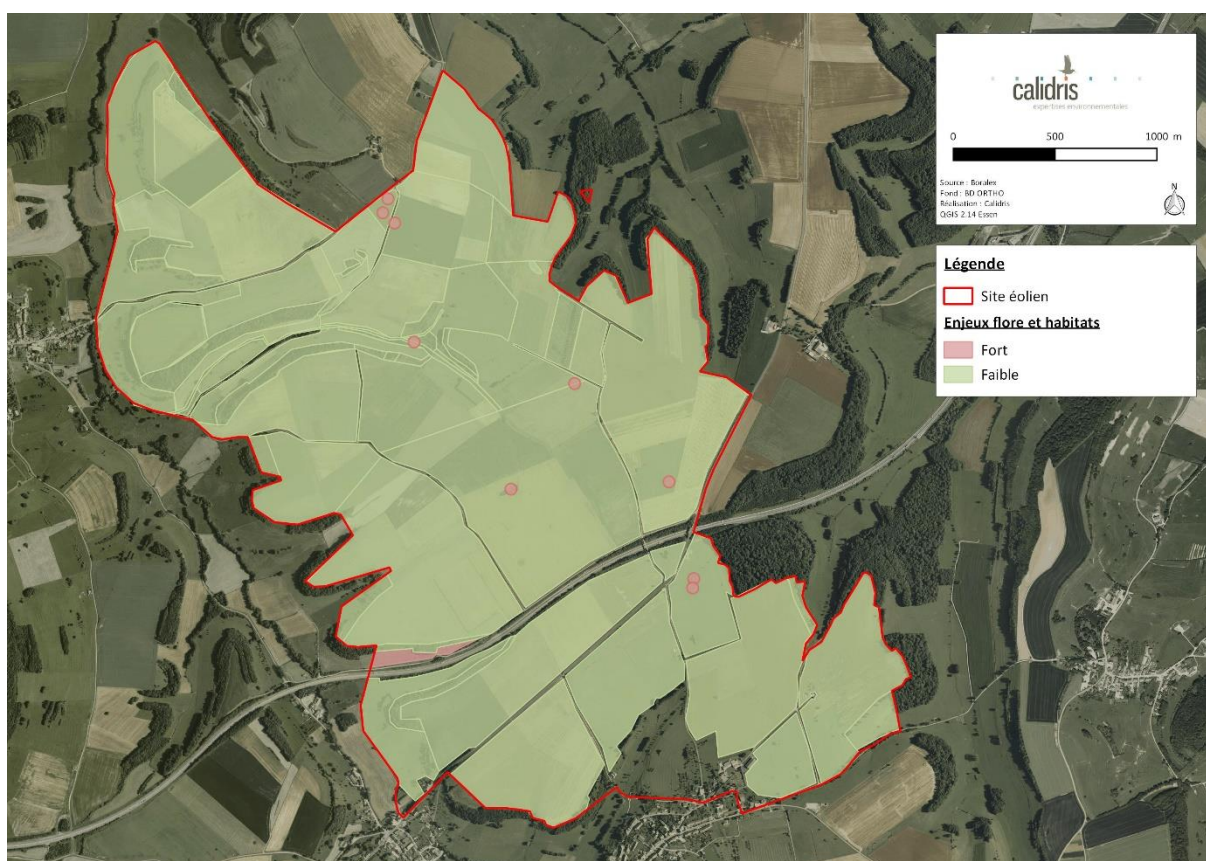 calidris
expertises environnementales
0 500 1000 m
Source : Boralex
Fond : BD ORTHO
Réalisation : Calidris
QGIS 2.14 Essen
N
Légende
Site éolien
Enjeux flore et habitats
Fort
Faible